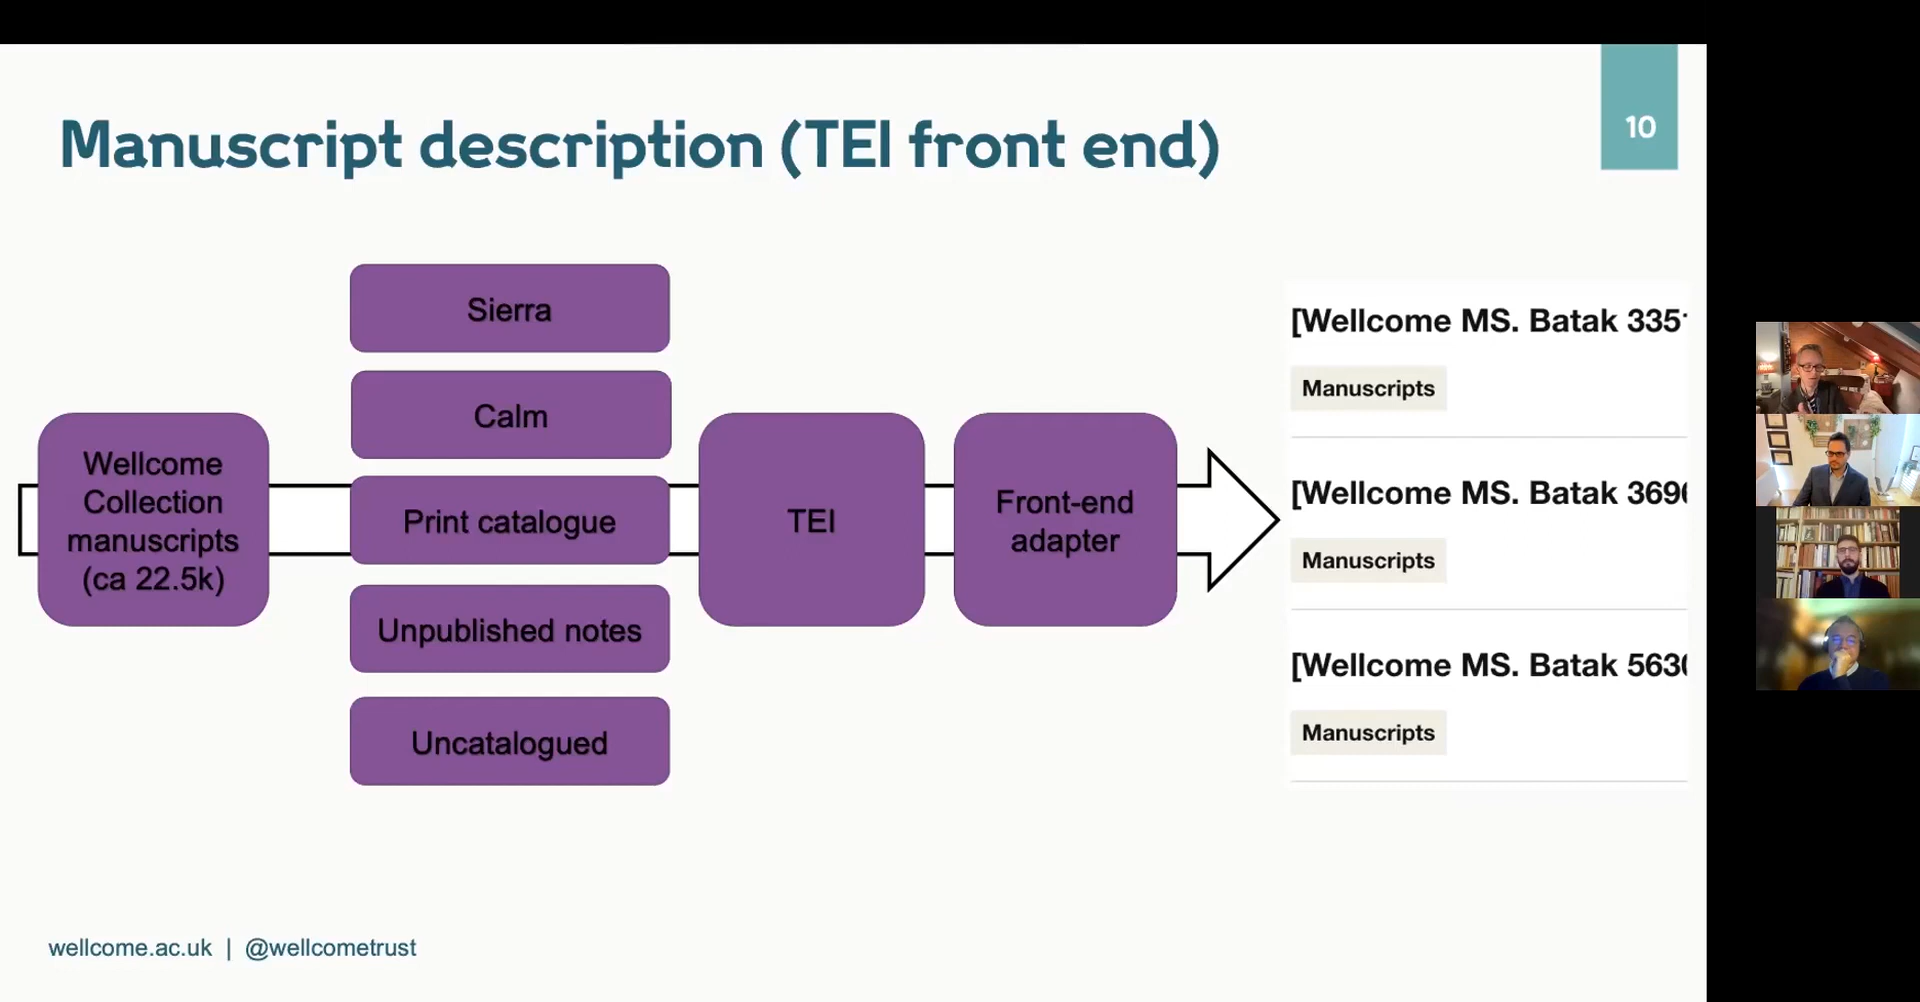 Manuscript description (TEI front end)
10
Sierra
Calm
Wellcome
Collection
manuscripts
(ca 22.5k)
Print catalogue
Unpublished notes
Uncatalogued
TEI
Front-end
adapter
[Wellcome MS. Batak 335
Manuscripts
[Wellcome MS. Batak 369
Manuscripts
[Wellcome MS. Batak 563
Manuscripts
wellcome.ac.uk | @wellcometrust